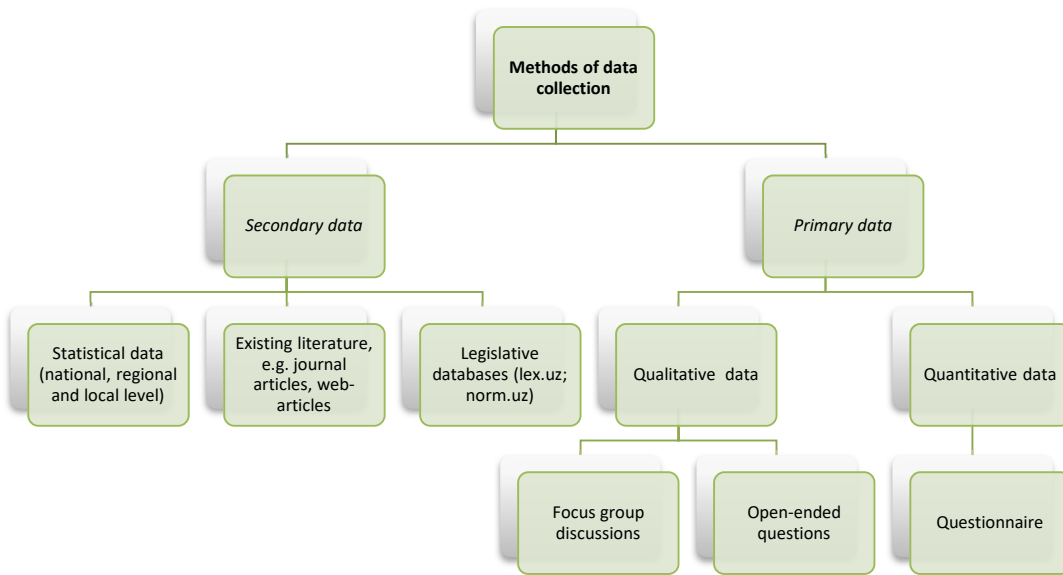 Methods of data
collection
Secondary data
Primary data
Statistical data
(national, regional
and local level)
Existing literature,
e.g. journal
articles, web-
articles
Legislative
databases (lex.uz;
norm.uz)
Qualitative data
Quantitative data
Focus group
discussions
Open-ended
questions
Questionnaire